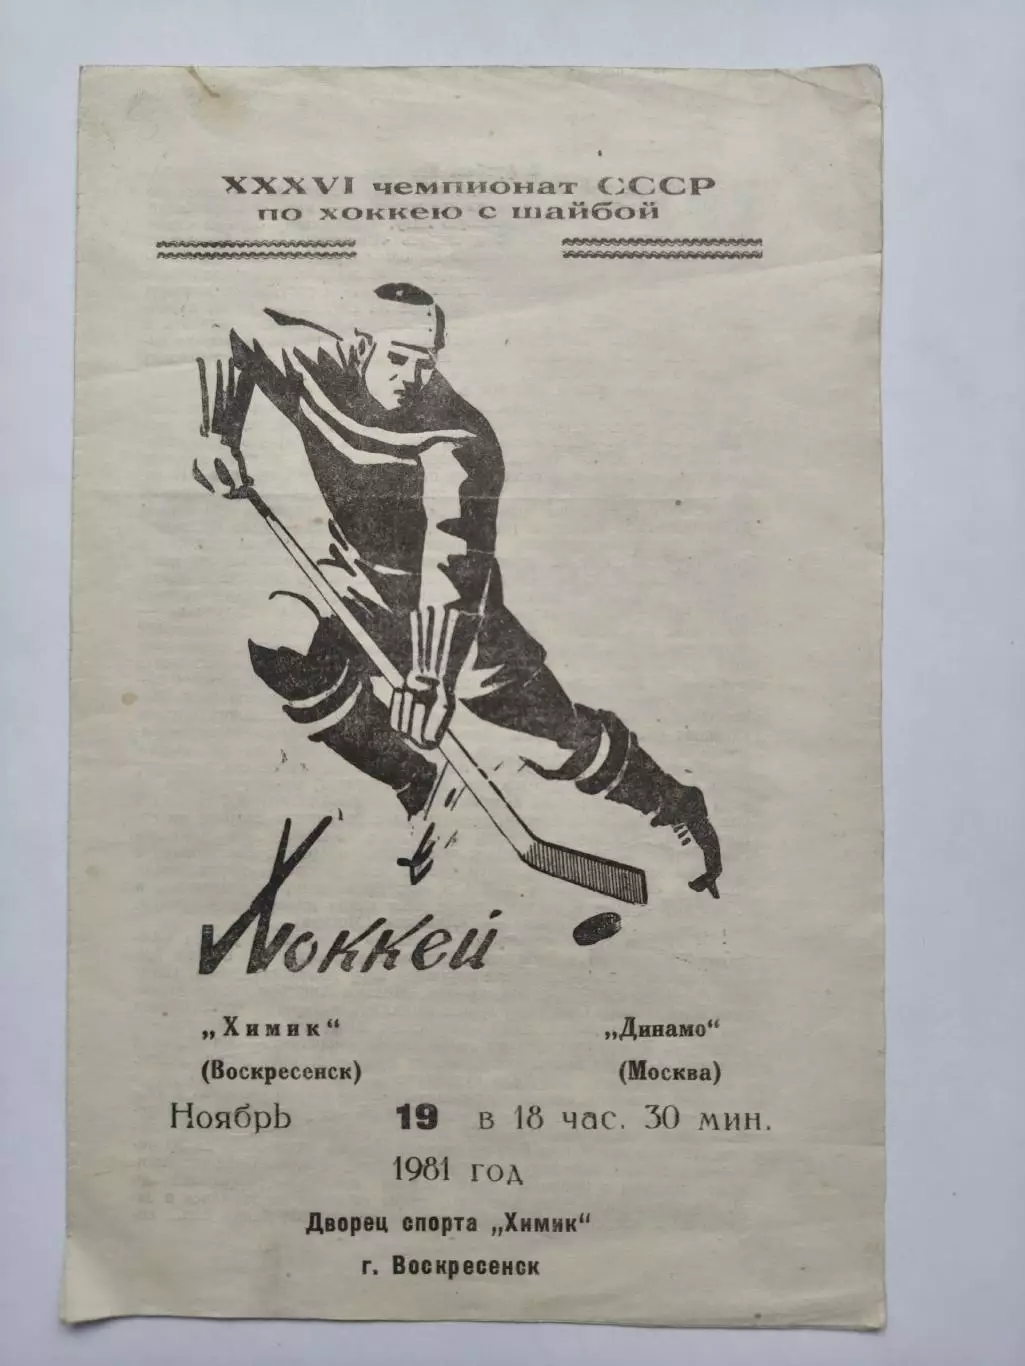 XXXVI чемпионат СССР
по хоккею с шайбой
Хоккей
„Химик“ „Динамо“
(Воскресенск) (Москва)
Ноябрь 19 в 18 час. 30 мин.
1981 год
Дворец спорта „Химик“
г. Воскресенск